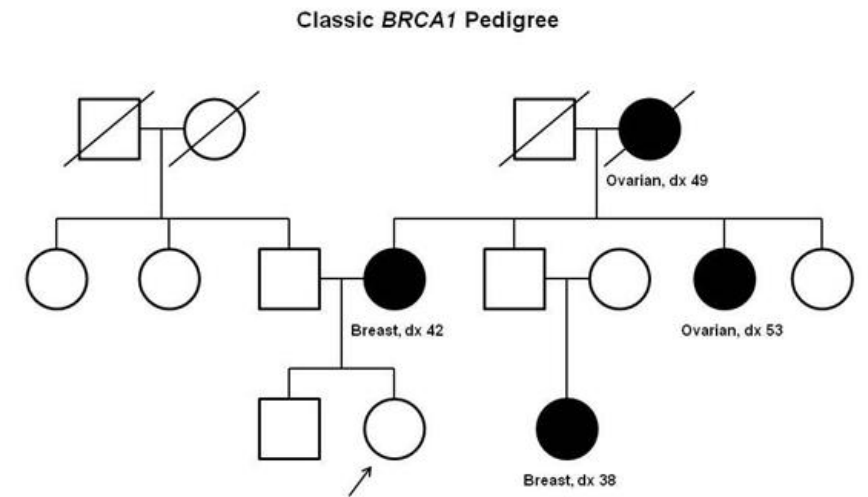 Classic BRCA1 Pedigree
Ovarian, dx 49
Breast, dx 42
Ovarian, dx 53
Breast, dx 38